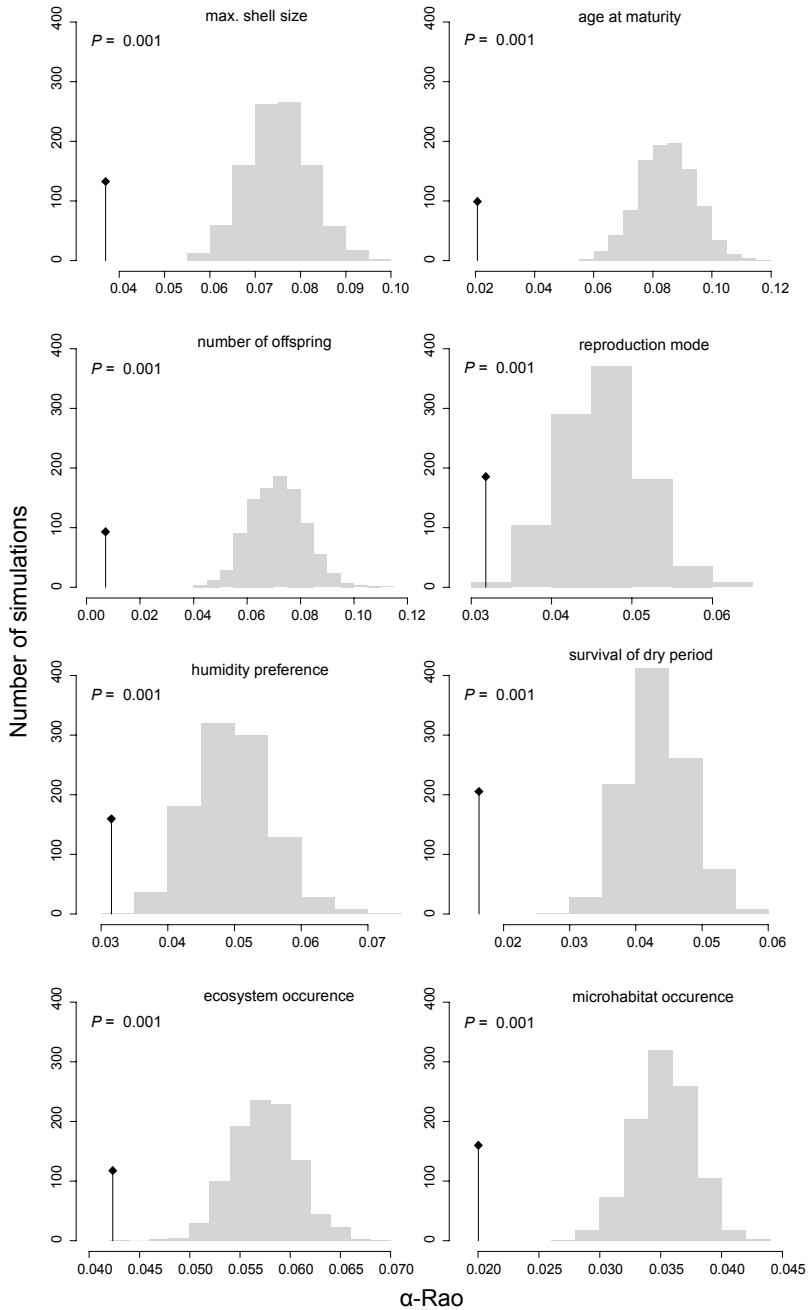 max. shell size
P = 0.001
0 100 200 300 400
0.04 0.05 0.06 0.07 0.08 0.09 0.10
age at maturity
P = 0.001
0 100 200 300 400
0.02 0.04 0.06 0.08 0.10 0.12
number of offspring
P = 0.001
0 100 200 300 400
0.00 0.02 0.04 0.06 0.08 0.10 0.12
reproduction mode
P = 0.001
0 100 200 300 400
0.03 0.04 0.05 0.06
Number of simulations
humidity preference
P = 0.001
0 100 200 300 400
0.03 0.04 0.05 0.06 0.07
survival of dry period
P = 0.001
0 100 200 300 400
0.02 0.03 0.04 0.05 0.06
ecosystem occurence
P = 0.001
0 100 200 300 400
0.040 0.045 0.050 0.055 0.060 0.065 0.070
microhabitat occurence
P = 0.001
0 100 200 300 400
0.020 0.025 0.030 0.035 0.040 0.045
α-Rao